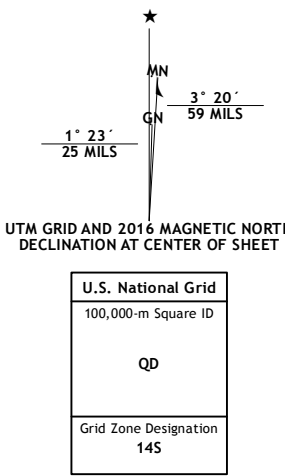 ★
MN
3° 20´
59 MILS
GN
1° 23´
25 MILS
UTM GRID AND 2016 MAGNETIC NORTH
DECLINATION AT CENTER OF SHEET
U.S. National Grid
100,000-m Square ID
QD
Grid Zone Designation
14S